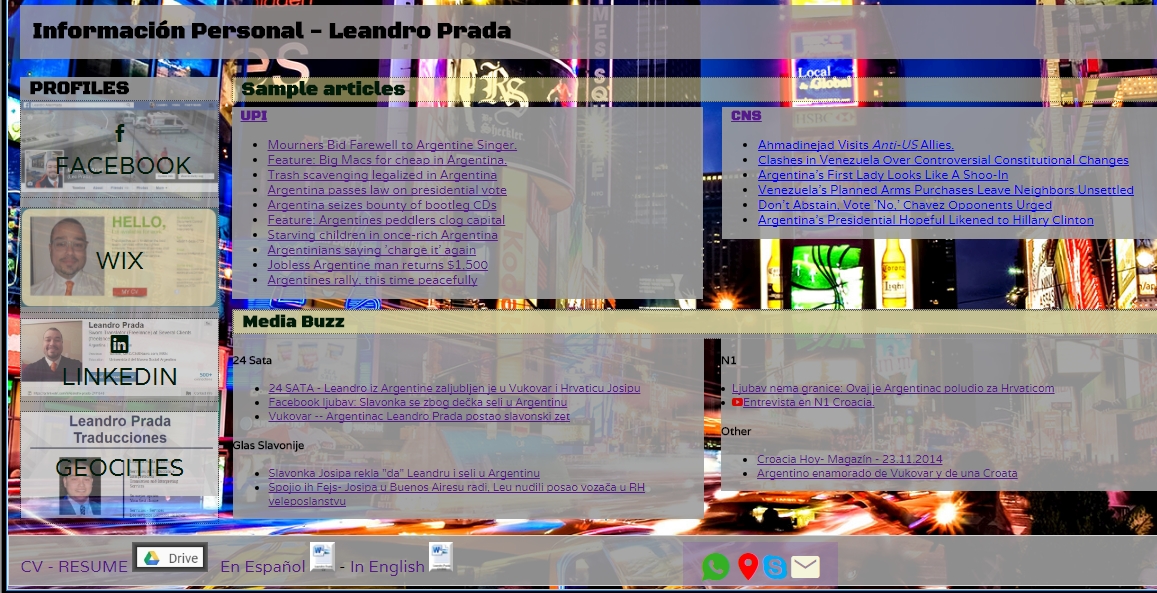 Información Personal - Leandro Prada
PROFILES
FACEBOOK
HELLO,
WIX
MY CV
Leandro Prada
500+
LINKEDIN
Leandro Prada
Traducciones
GEOCITIES
Sample articles
UPI
Mourners Bid Farewell to Argentine Singer.
Feature: Big Macs for cheap in Argentina.
Trash scavenging legalized in Argentina
Argentina passes law on presidential vote
Argentina seizes bounty of bootleg CDs
Feature: Argentines peddlers clog capital
Starving children in once-rich Argentina
Argentinians saying 'charge it' again
Jobless Argentine man returns $1,500
Argentines rally, this time peacefully
CNS
Ahmadinejad Visits Anti-US Allies.
Clashes in Venezuela Over Controversial Constitutional Changes
Argentina's First Lady Looks Like A Shoo-In
Venezuela's Planned Arms Purchases Leave Neighbors Unsettled
Don't Abstain, Vote 'No,' Chavez Opponents Urged
Argentina's Presidential Hopeful Likened to Hillary Clinton
Media Buzz
24 Sata
24 SATA - Leandro iz Argentine zaljubljen je u Vukovar i Hrvaticu Josipu
Facebook ljubav: Slavonka se zbog dečka seli u Argentinu
Vukovar -- Argentinac Leandro Prada postao slavonski zet
Glas Slavonije
Slavonka Josipa rekla "da" Leandru i seli u Argentinu
Spojio ih Fejs- Josipa u Buenos Airesu radi, Leu nudili posao vozača u RH
veleposlanstvu
N1
Ljubav nema granice: Ovaj je Argentinac poludio za Hrvaticom
Entrevista en N1 Croacia.
Other
Croacia Hoy- Magazín - 23.11.2014
Argentino enamorado de Vukovar y de una Croata
CV - RESUME Drive En Español - In English
Local
& Global
HSBC
TIMES SQ
RS
Light